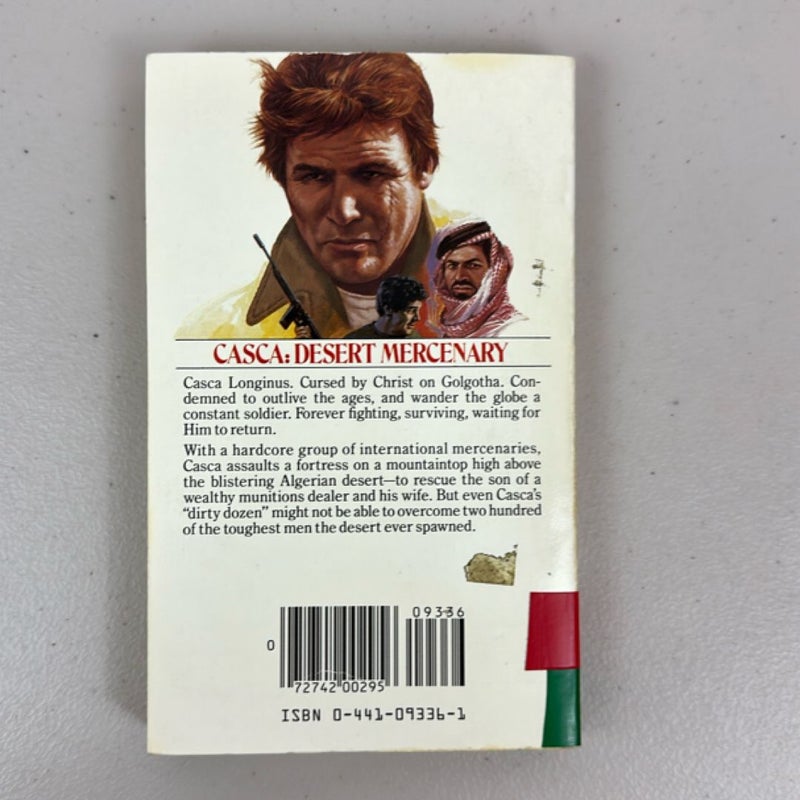 CASCA: DESERT MERCENARY
Casca Longinus. Cursed by Christ on Golgotha. Con-
demned to outlive the ages, and wander the globe a
constant soldier. Forever fighting, surviving, waiting for
Him to return.
With a hardcore group of international mercenaries,
Casca assaults a fortress on a mountaintop high above
the blistering Algerian desert—to rescue the son of a
wealthy munitions dealer and his wife. But even Casca's
"dirty dozen" might not be able to overcome two hundred
of the toughest men the desert ever spawned.
09336
0
72742 00295
ISBN 0-441-09336-1